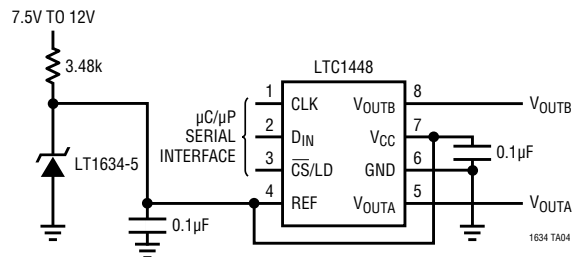 7.5V TO 12V
3.48k
LT1634-5
0.1µF
µC/µP
SERIAL
INTERFACE
LTC1448
1 CLK
2 DIN
3 CS/LD
4 REF
VOUTB 8
VCC 7
GND 6
VOUTA 5
VOUTB
0.1µF
VOUTA
1634 TA04